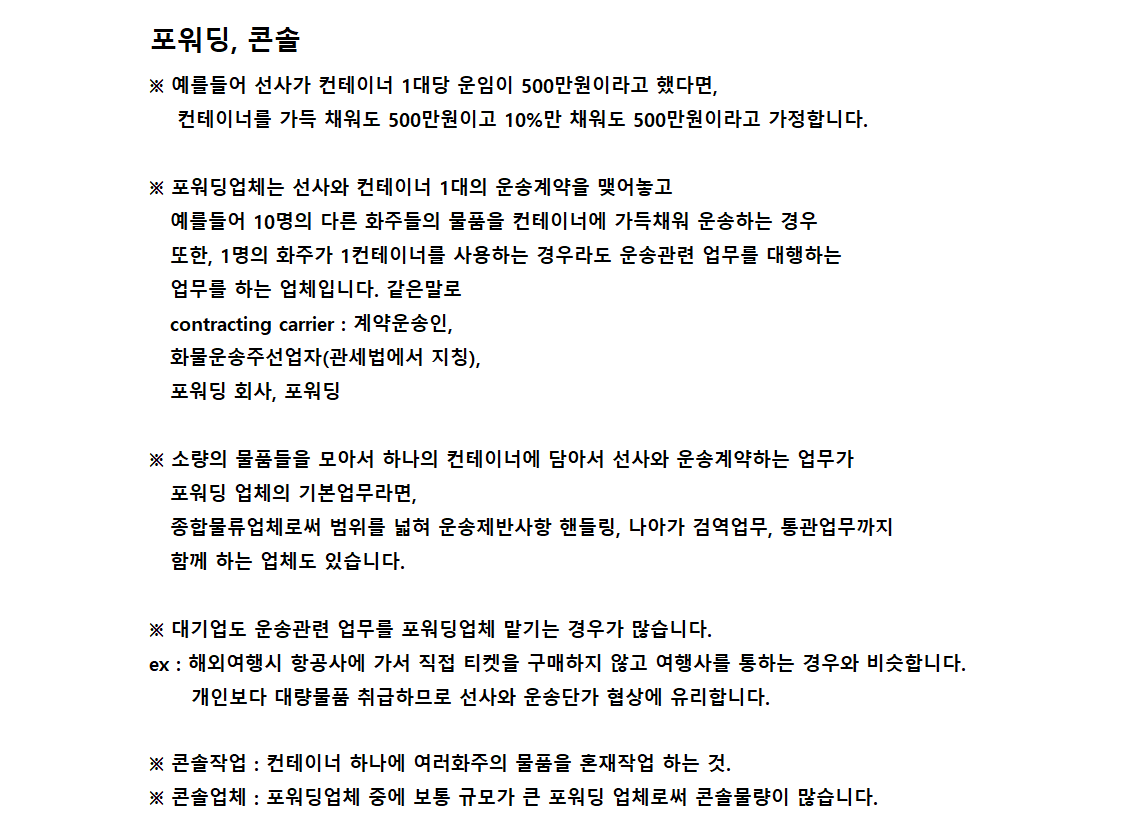 포워딩, 콘솔
※ 예를들어 선사가 컨테이너 1대당 운임이 500만원이라고 했다면,
컨테이너를 가득 채워도 500만원이고 10%만 채워도 500만원이라고 가정합니다.
※ 포워딩업체는 선사와 컨테이너 1대의 운송계약을 맺어놓고
예를들어 10명의 다른 화주들의 물품을 컨테이너에 가득채워 운송하는 경우
또한, 1명의 화주가 1컨테이너를 사용하는 경우라도 운송관련 업무를 대행하는
업무를 하는 업체입니다. 같은말로
contracting carrier : 계약운송인,
화물운송주선업자(관세법에서 지칭),
포워딩 회사, 포워딩
※ 소량의 물품들을 모아서 하나의 컨테이너에 담아서 선사와 운송계약하는 업무가
포워딩 업체의 기본업무라면,
종합물류업체로써 범위를 넓혀 운송제반사항 핸들링, 나아가 검역업무, 통관업무까지
함께 하는 업체도 있습니다.
※ 대기업도 운송관련 업무를 포워딩업체 맡기는 경우가 많습니다.
ex : 해외여행시 항공사에 가서 직접 티켓을 구매하지 않고 여행사를 통하는 경우와 비슷합니다.
개인보다 대량물품 취급하므로 선사와 운송단가 협상에 유리합니다.
※ 콘솔작업 : 컨테이너 하나에 여러화주의 물품을 혼재작업 하는 것.
※ 콘솔업체 : 포워딩업체 중에 보통 규모가 큰 포워딩 업체로써 콘솔물량이 많습니다.